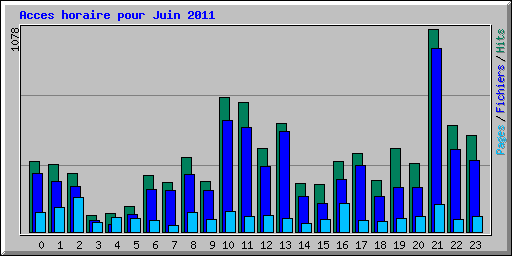 Acces horaire pour Juin 2011
1078
Pages / Fichiers / Hits
0 1 2 3 4 5 6 7 8 9 10 11 12 13 14 15 16 17 18 19 20 21 22 23